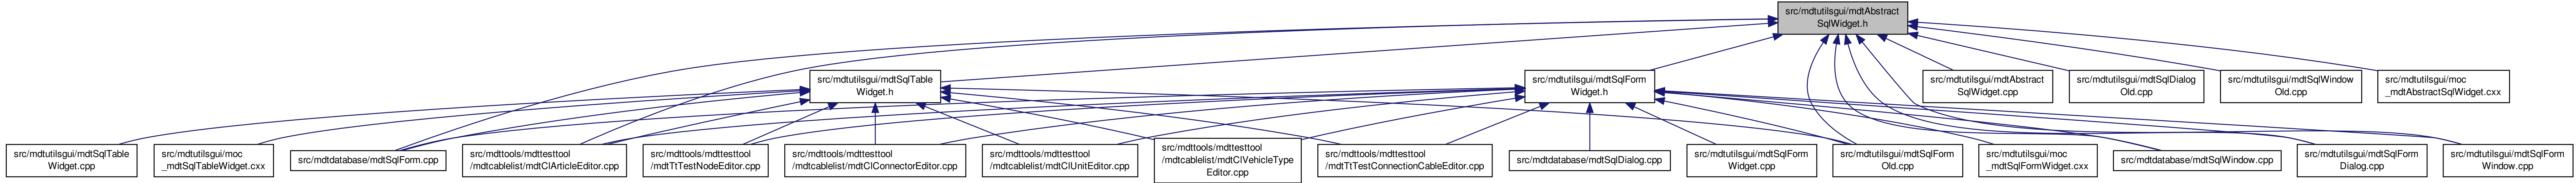 src/mdtutilsgui/mdtAbstract
SqlWidget.h
src/mdtutilsgui/mdtSqlTable
Widget.h
src/mdtutilsgui/mdtSqlForm
Widget.h
src/mdtutilsgui/mdtAbstract
SqlWidget.cpp
src/mdtutilsgui/mdtSqlDialog
Old.cpp
src/mdtutilsgui/mdtSqlWindow
Old.cpp
src/mdtutilsgui/moc
_mdtAbstractSqlWidget.cxx
src/mdtutilsgui/mdtSqlTable
Widget.cpp
src/mdtutilsgui/moc
_mdtSqlTableWidget.cxx
src/mdtdatabase/mdtSqlForm.cpp
src/mdttools/mdttesttool
/mdtcablelist/mdtClArticleEditor.cpp
src/mdttools/mdttesttool
/mdtTtTestNodeEditor.cpp
src/mdttools/mdttesttool
/mdtcablelist/mdtClConnectorEditor.cpp
src/mdttools/mdttesttool
/mdtcablelist/mdtClUnitEditor.cpp
src/mdttools/mdttesttool
/mdtcablelist/mdtClVehicleType
Editor.cpp
src/mdttools/mdttesttool
/mdtTtTestConnectionCableEditor.cpp
src/mdtdatabase/mdtSqlDialog.cpp
src/mdtutilsgui/mdtSqlForm
Widget.cpp
src/mdtutilsgui/mdtSqlForm
Old.cpp
src/mdtutilsgui/moc
_mdtSqlFormWidget.cxx
src/mdtdatabase/mdtSqlWindow.cpp
src/mdtutilsgui/mdtSqlForm
Dialog.cpp
src/mdtutilsgui/mdtSqlForm
Window.cpp